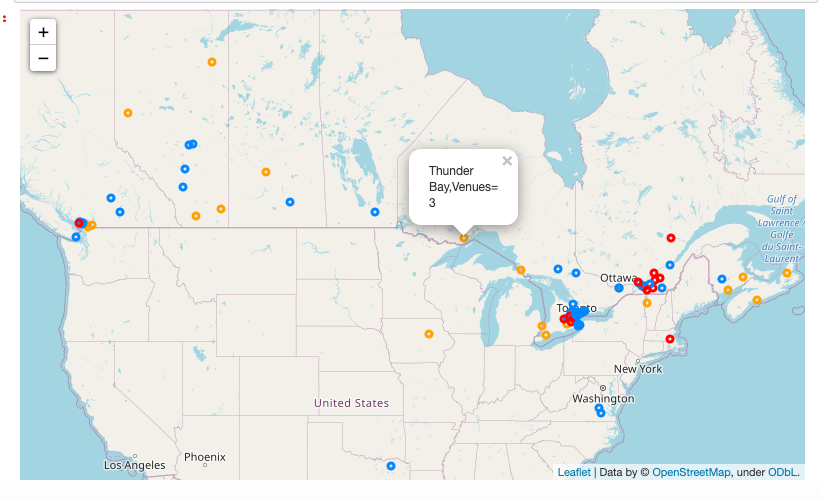 :
+
−
Thunder
Bay,Venues=
3
×
Gulf of
Saint
Lawrence /
Golfe
du Saint-
Laurent
Ottawa
Toronto
New York
Washington
United States
Phoenix
Los Angeles
Leaflet | Data by © OpenStreetMap, under ODbL.